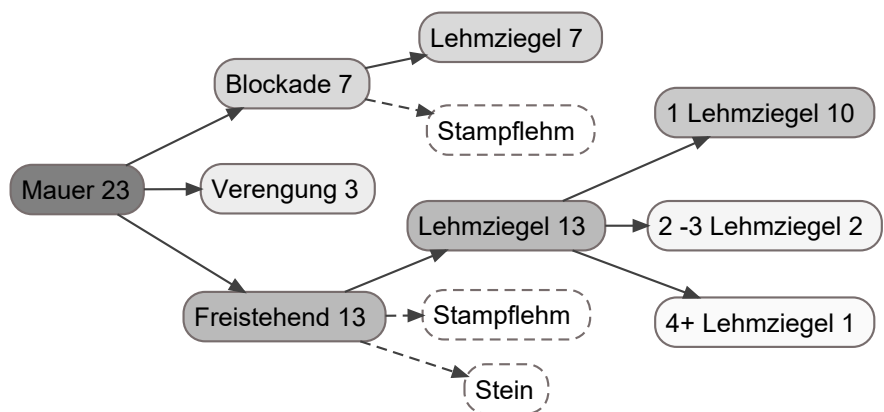 Lehmziegel 7
Blockade 7
1 Lehmziegel 10
Stampflehm
Mauer 23
Verengung 3
Lehmziegel 13
2 -3 Lehmziegel 2
Freistehend 13
Stampflehm
4+ Lehmziegel 1
Stein